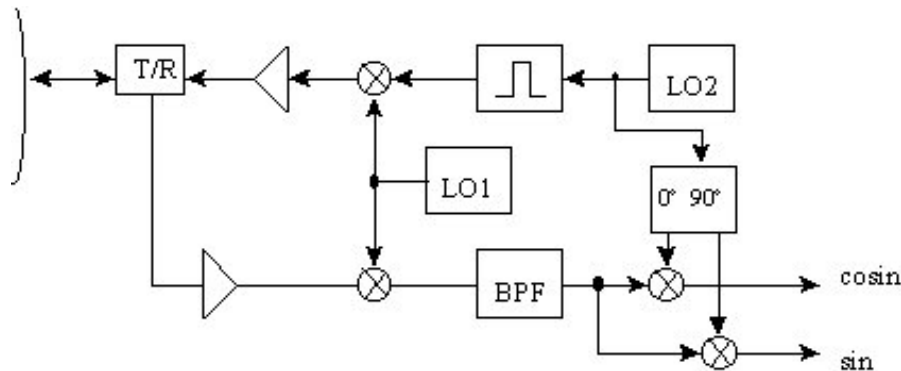 T/R
LO2
LO1
0° 90°
BPF
cosin
sin